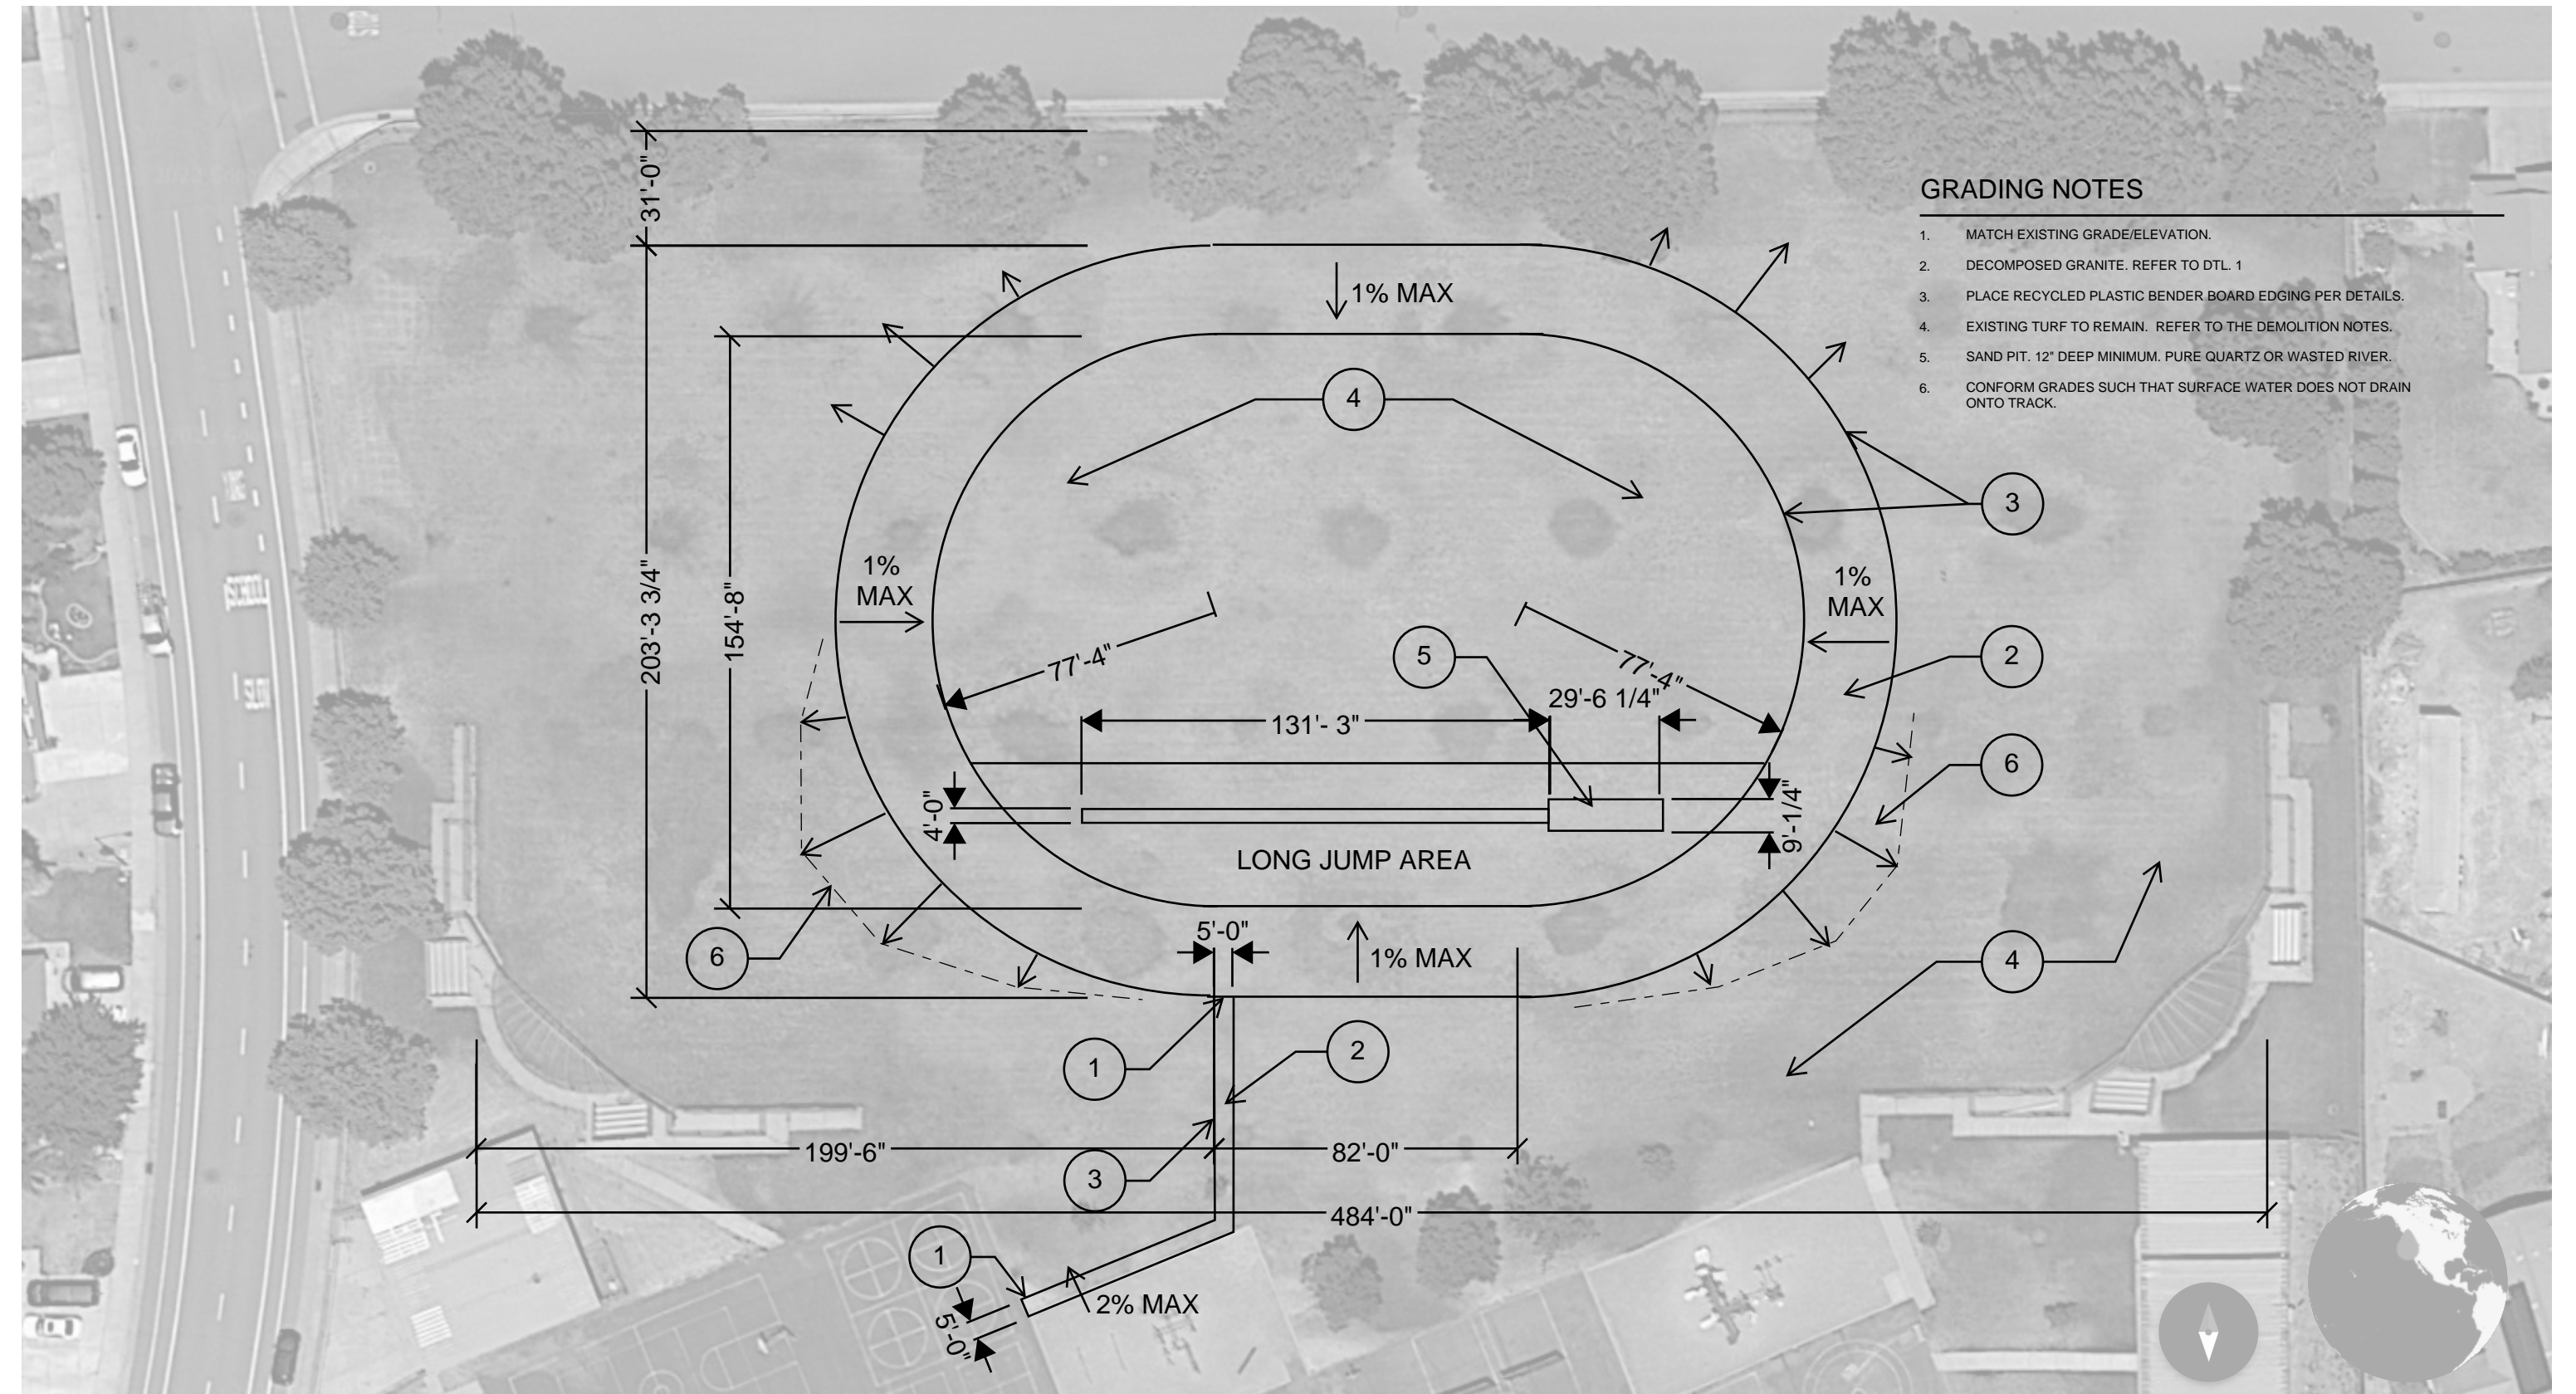 31'-0"
GRADING NOTES
1. MATCH EXISTING GRADE/ELEVATION.
2. DECOMPOSED GRANITE. REFER TO DTL. 1
3. PLACE RECYCLED PLASTIC BENDER BOARD EDGING PER DETAILS.
4. EXISTING TURF TO REMAIN. REFER TO THE DEMOLITION NOTES.
5. SAND PIT. 12" DEEP MINIMUM. PURE QUARTZ OR WASTED RIVER.
6. CONFORM GRADES SUCH THAT SURFACE WATER DOES NOT DRAIN
ONTO TRACK.
1% MAX
4
3
1%
MAX
1%
MAX
203'-3 3/4"
154'-8"
SLOW
77'-4"
5
77'-4"
2
29'-6 1/4"
131'- 3"
6
4'-0"
9'-1/4"
LONG JUMP AREA
5'-0"
6
1% MAX
4
1
2
199'-6"
82'-0"
3
484'-0"
1
2% MAX
5'-0"